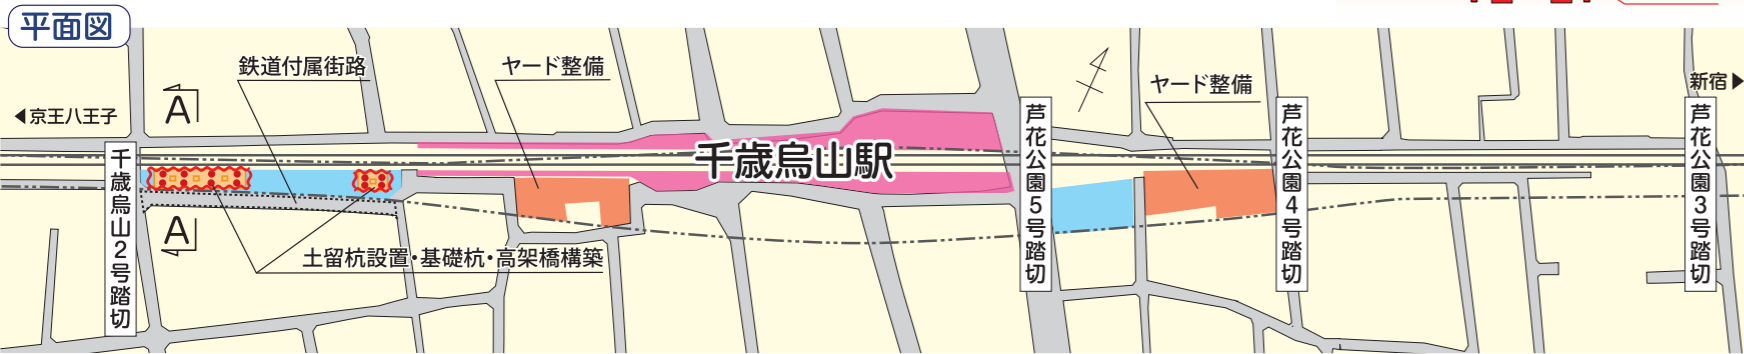 平面図
鉄道付属街路
ヤード整備
ヤード整備
新宿
京王八王子
A
千歳烏山駅
千歳烏山2号踏切
芦花公園5号踏切
芦花公園4号踏切
芦花公園3号踏切
A
土留杭設置・基礎杭・高架橋構築